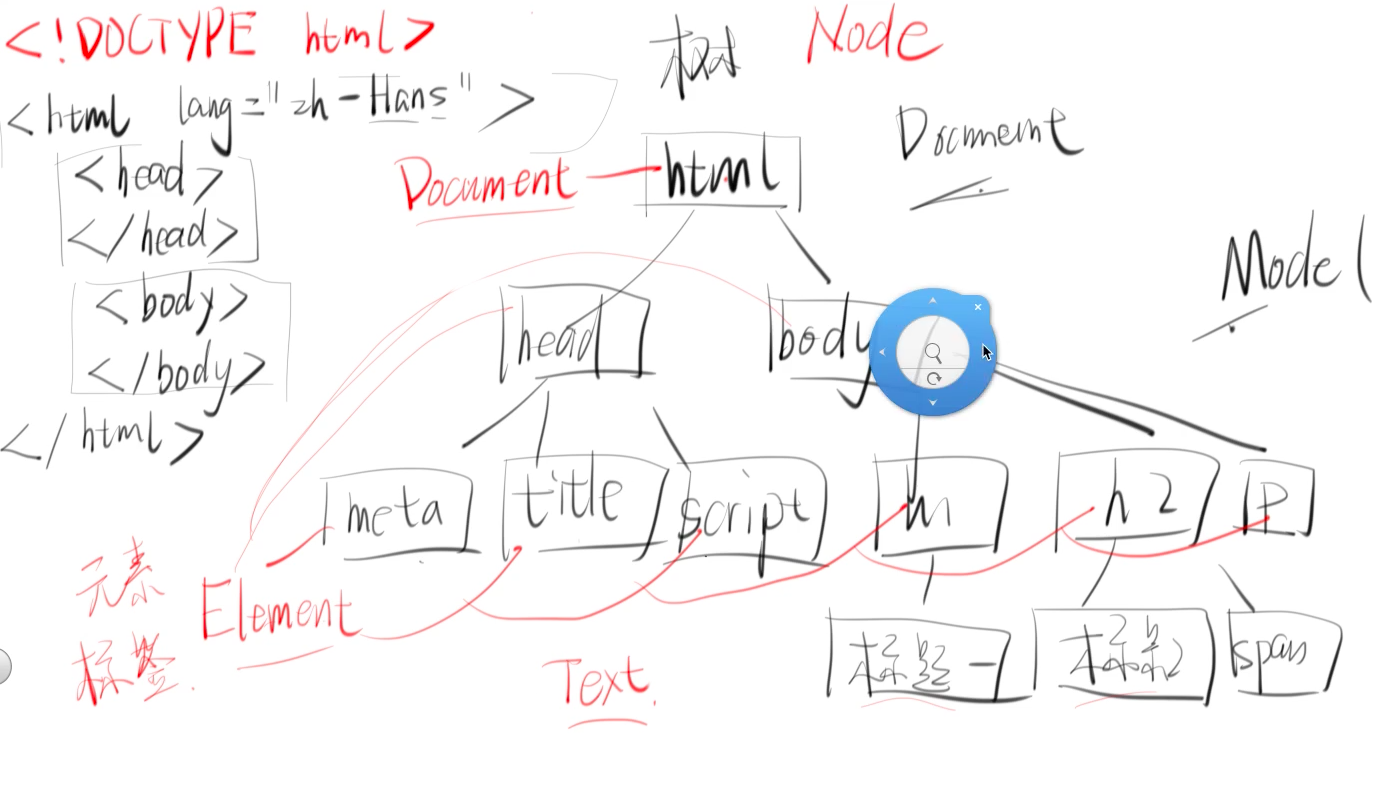 <!DOCTYPE html>
<html lang="zh-Hans">
<head>
</head>
<body>
</body>
</html>
树
Node
Document
Document
html
Model
head
body
meta
title
script
h1
h2
p
元素
标签.
Element
Text.
标题一
标题2
span